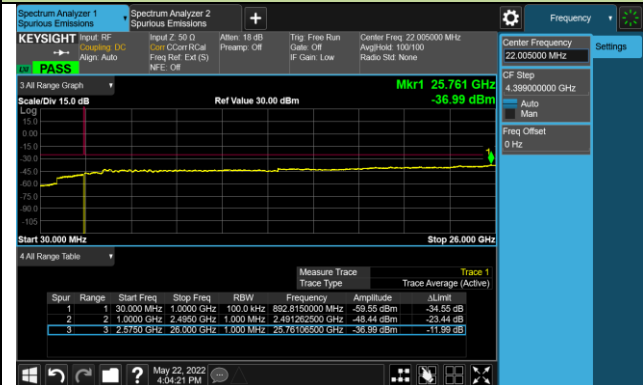 Spectrum Analyzer 1
Spurious Emissions
Spectrum Analyzer 2
Spurious Emissions
+
Frequency
KEYSIGHT
Input: RF
Coupling: DC
Align: Auto
Input Z: 50 Ω
Corr CCorr RCal
Freq Ref: Ext (S)
NFE: Off
Atten: 18 dB
Preamp: Off
Trig: Free Run
Gate: Off
IF Gain: Low
Center Freq: 22.005000 MHz
Avg|Hold: 100/100
Radio Std: None
PASS
Center Frequency
22.005000 MHz
Settings
CF Step
4.399000000 GHz
Auto
Man
Freq Offset
0 Hz
3 All Range Graph
Mkr1 25.761 GHz
Scale/Div 15.0 dB
Ref Value 30.00 dBm
-36.99 dBm
Log
15.0
0.00
-15.0
-30.0
-45.0
-60.0
-75.0
-90.0
-105
1
Start 30.000 MHz
Stop 26.000 GHz
4 All Range Table
Measure Trace Trace 1
Trace Type Trace Average (Active)
Spur Range Start Freq Stop Freq RBW Frequency Amplitude ΔLimit
1 1 30.000 MHz 1.0000 GHz 100.0 kHz 892.8150000 MHz -59.55 dBm -34.55 dB
2 2 1.0000 GHz 2.4950 GHz 1.000 MHz 2.491262500 GHz -48.44 dBm -23.44 dB
3 3 2.5750 GHz 26.000 GHz 1.000 MHz 25.76106500 GHz -36.99 dBm -11.99 dB
?
May 22, 2022
4:04:21 PM